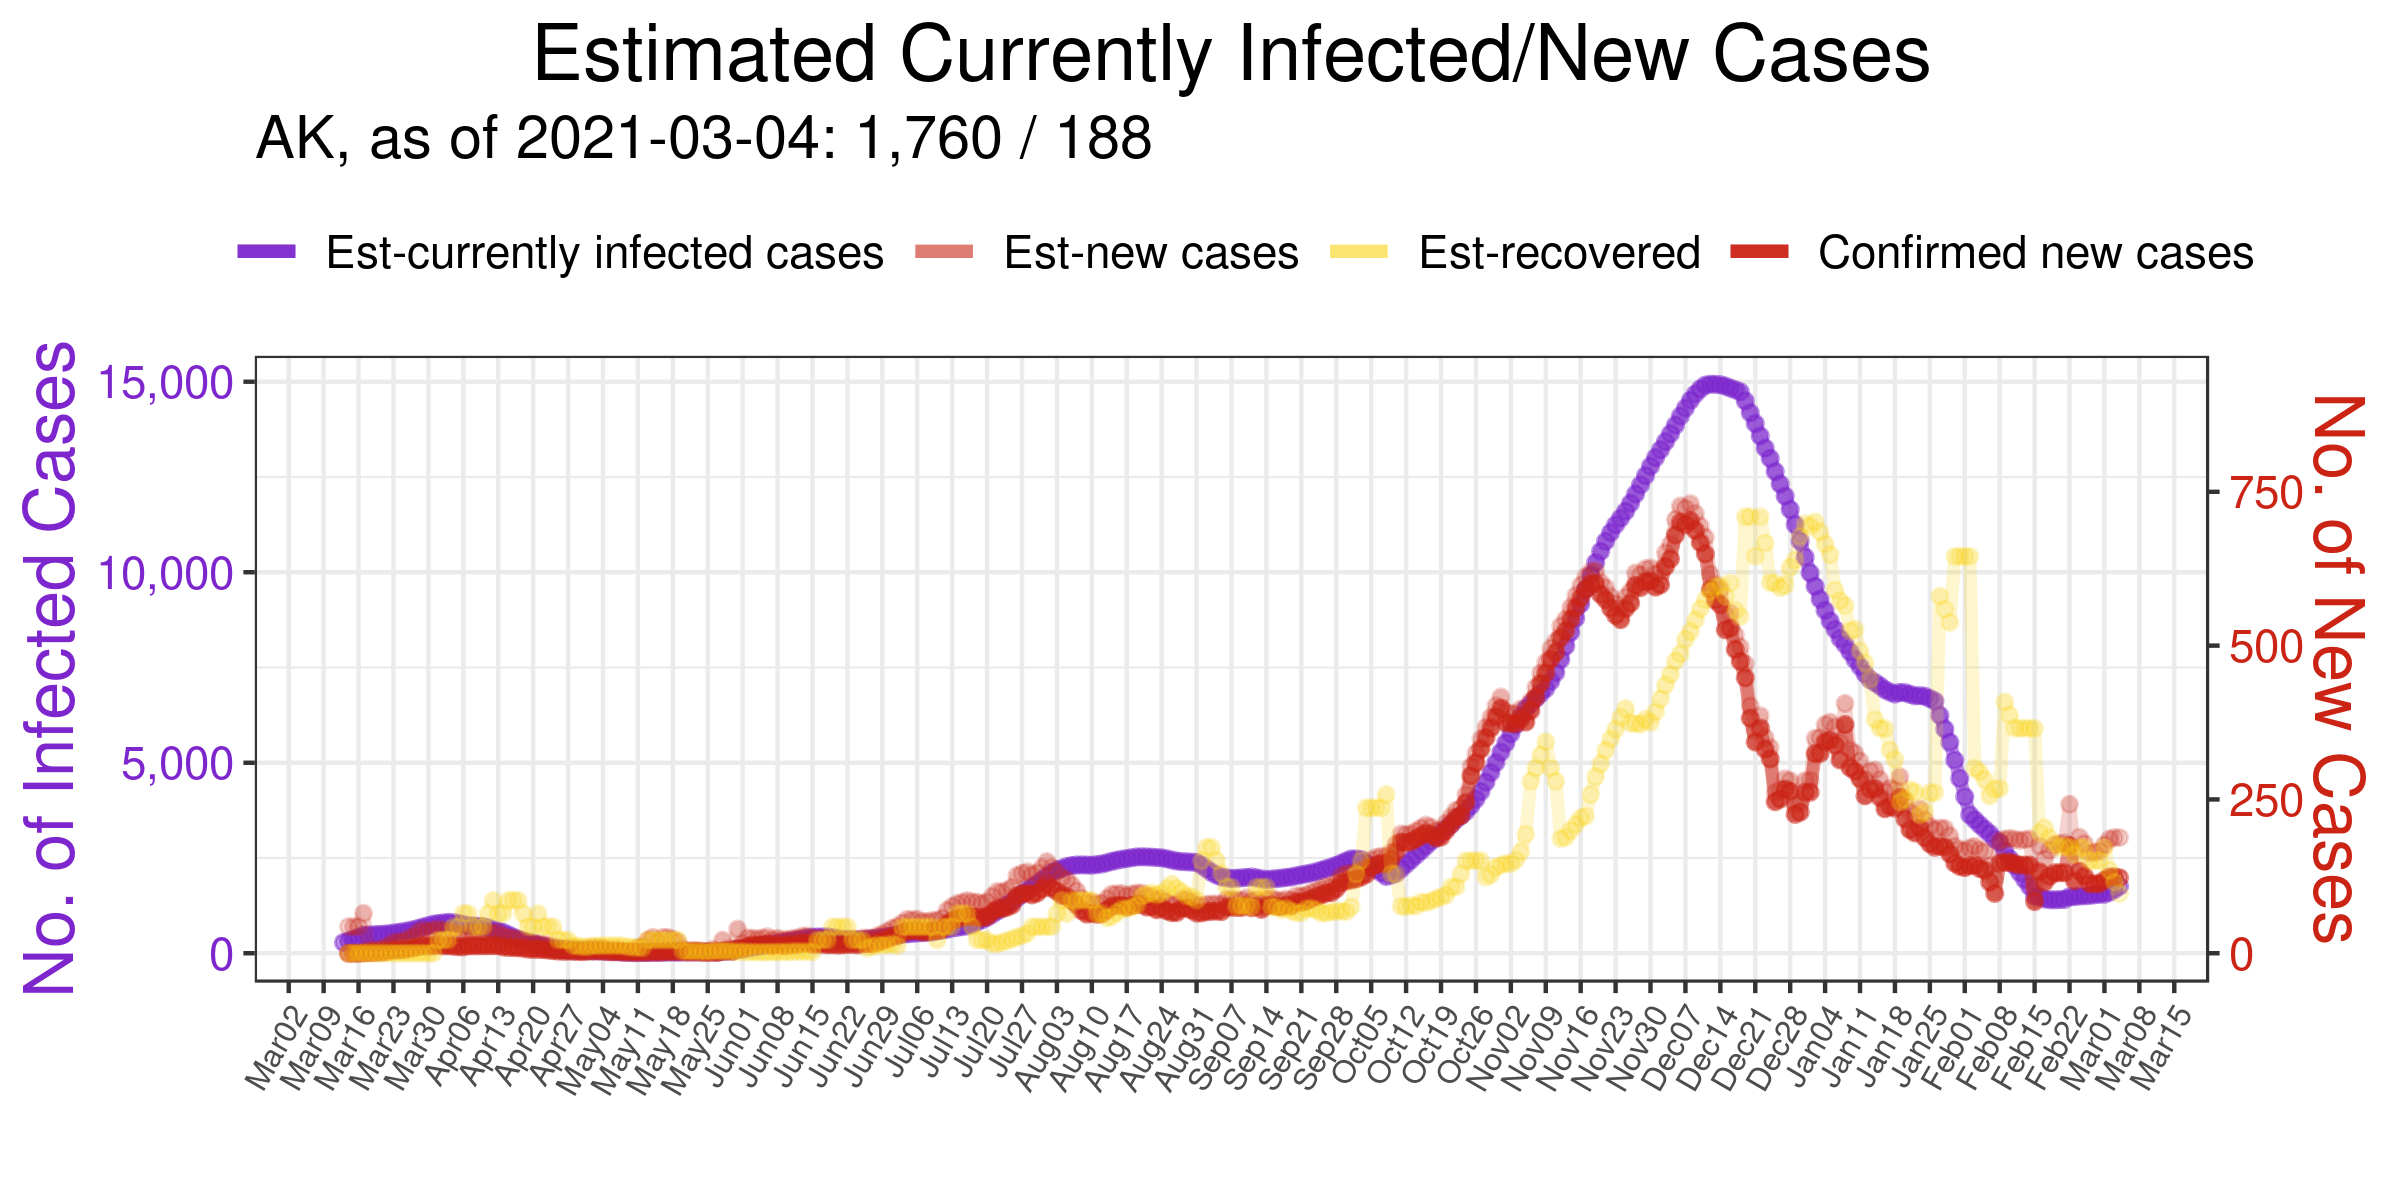 Estimated Currently Infected/New Cases
AK, as of 2021-03-04: 1,760 / 188
Est-currently infected cases Est-new cases Est-recovered Confirmed new cases
No. of Infected Cases
15,000
10,000
5,000
0
750
500
250
0
No. of New Cases
Mar02 Mar09 Mar16 Mar23 Mar30 Apr06 Apr13 Apr20 Apr27 May04 May11 May18 May25 Jun01 Jun08 Jun15 Jun22 Jun29 Jul06 Jul13 Jul20 Jul27 Aug03 Aug10 Aug17 Aug24 Aug31 Sep07 Sep14 Sep21 Sep28 Oct05 Oct12 Oct19 Oct26 Nov02 Nov09 Nov16 Nov23 Nov30 Dec07 Dec14 Dec21 Dec28 Jan04 Jan11 Jan18 Jan25 Feb01 Feb08 Feb15 Feb22 Mar01 Mar08 Mar15